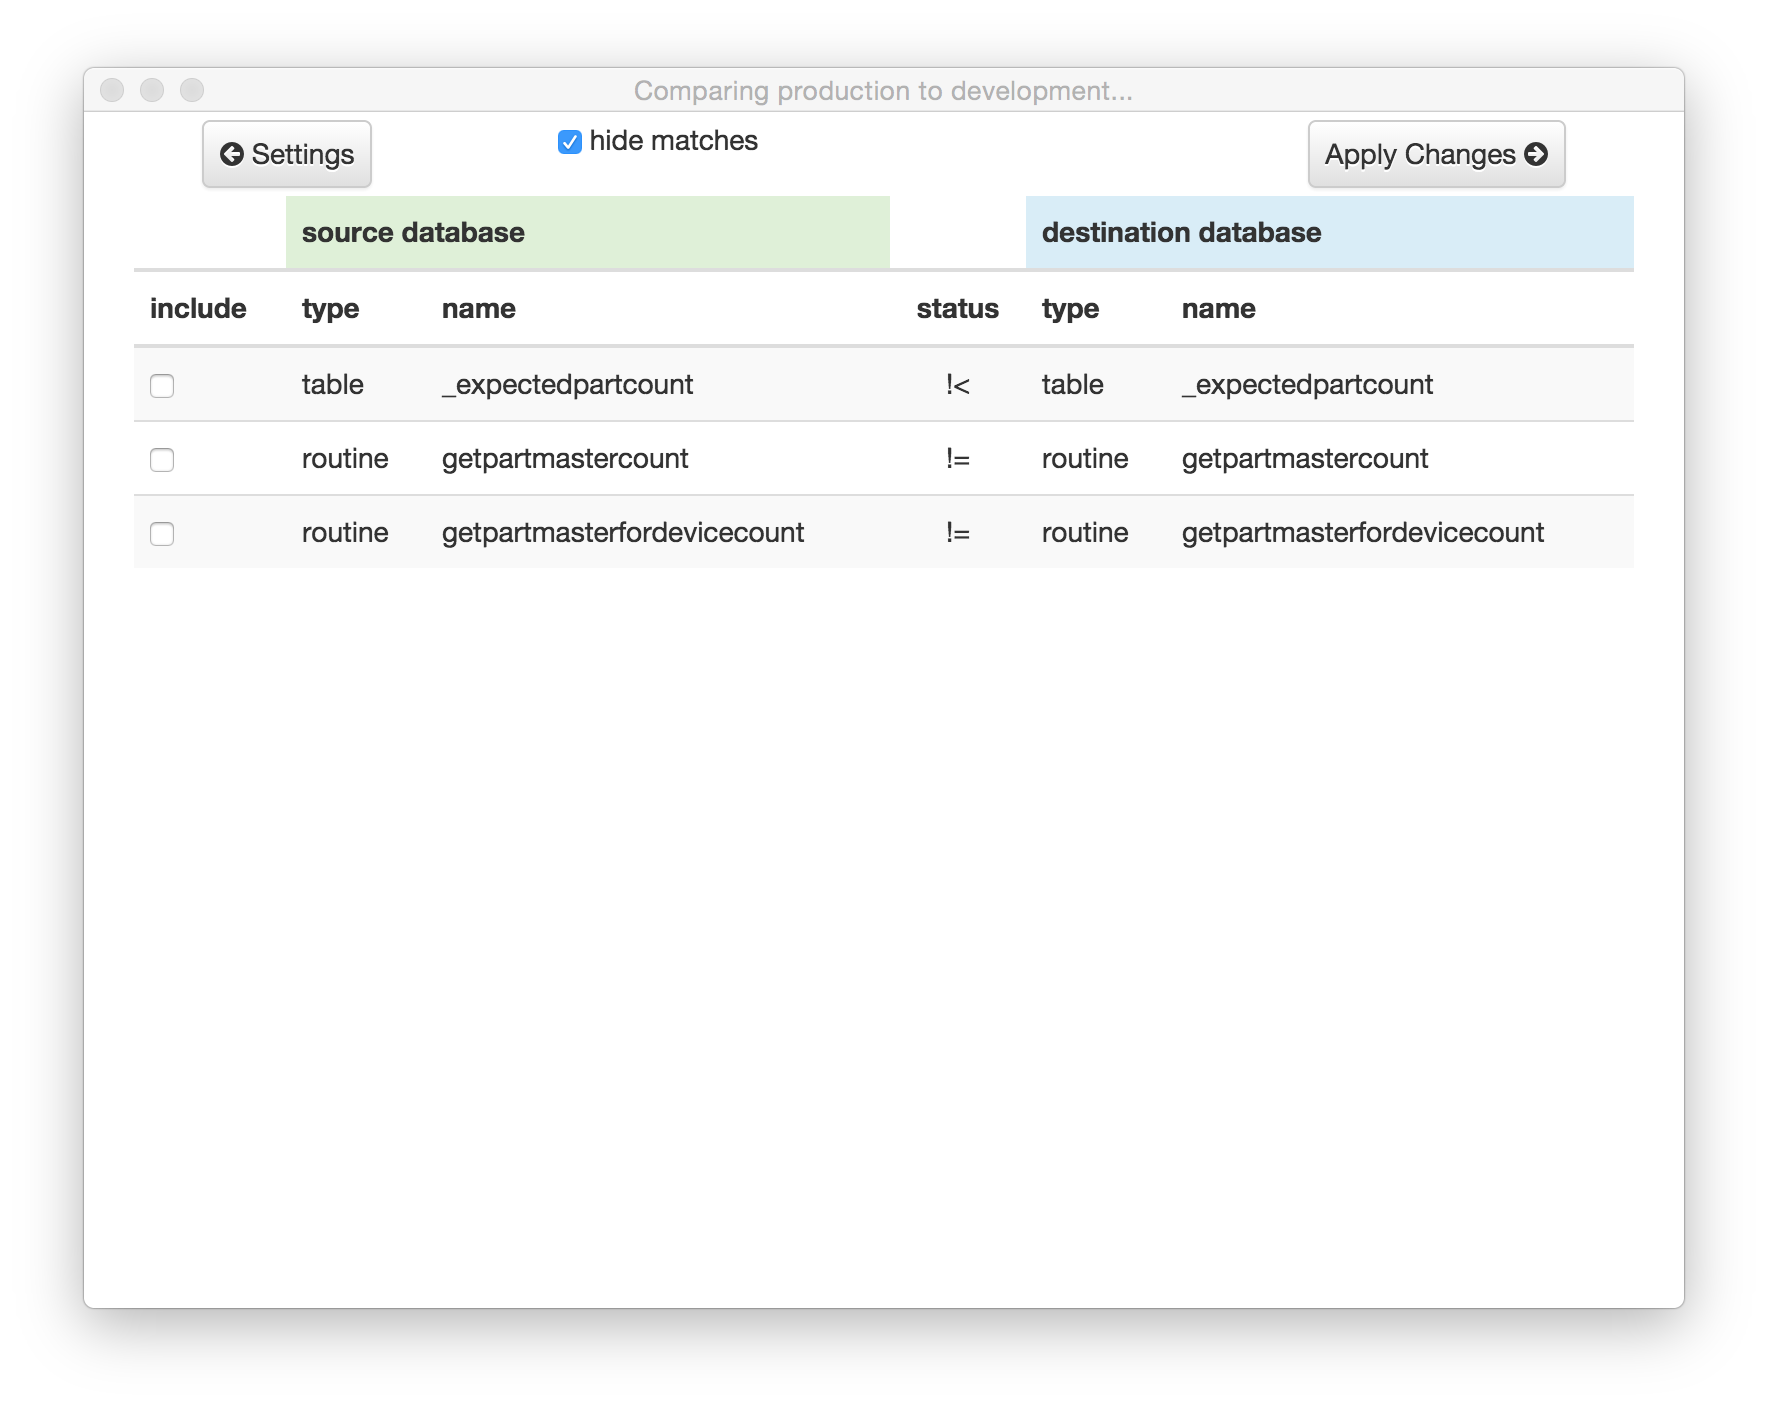 Comparing production to development...
Settings
hide matches
Apply Changes
source database
destination database
include type name status type name
table _expectedpartcount !< table _expectedpartcount
routine getpartmastercount != routine getpartmastercount
routine getpartmasterfordevicecount != routine getpartmasterfordevicecount